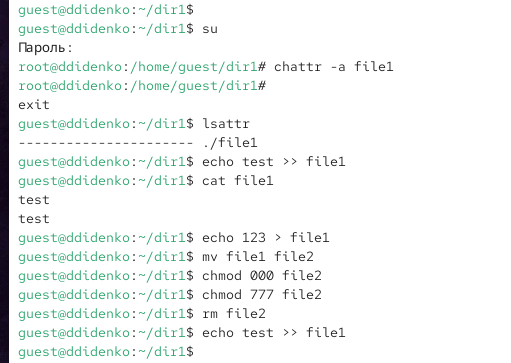 guest@ddidenko:~/dir1$
guest@ddidenko:~/dir1$ su
Пароль:
root@ddidenko:/home/guest/dir1# chattr -a file1
root@ddidenko:/home/guest/dir1#
exit
guest@ddidenko:~/dir1$ lsattr
---------------------- ./file1
guest@ddidenko:~/dir1$ echo test >> file1
guest@ddidenko:~/dir1$ cat file1
test
test
guest@ddidenko:~/dir1$ echo 123 > file1
guest@ddidenko:~/dir1$ mv file1 file2
guest@ddidenko:~/dir1$ chmod 000 file2
guest@ddidenko:~/dir1$ chmod 777 file2
guest@ddidenko:~/dir1$ rm file2
guest@ddidenko:~/dir1$ echo test >> file1
guest@ddidenko:~/dir1$